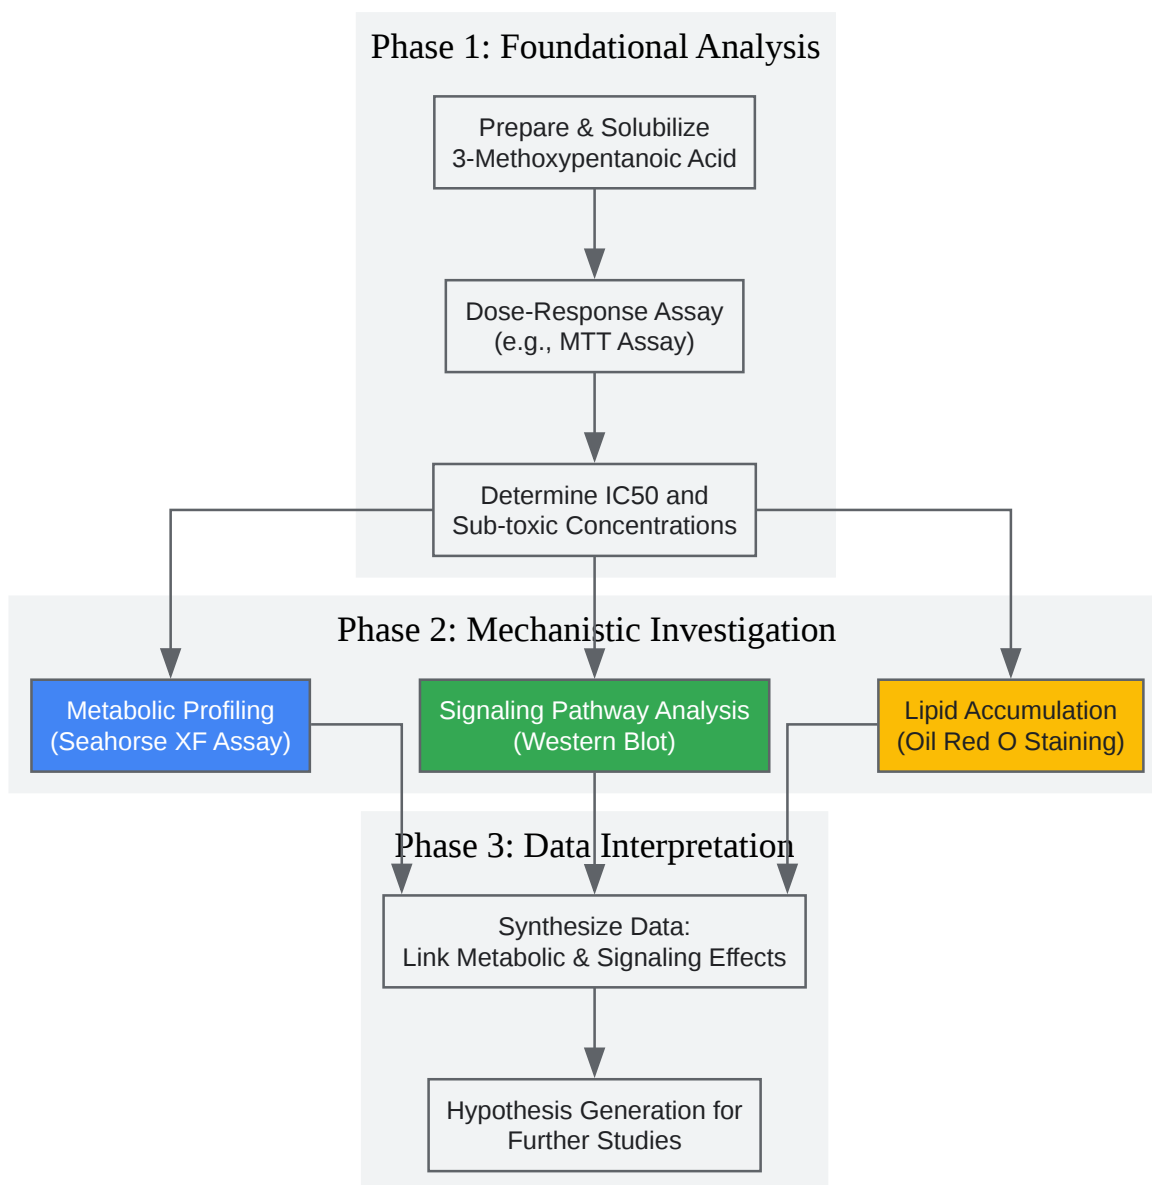 Phase 1: Foundational Analysis
Prepare & Solubilize
3-Methoxypentanoic Acid
Dose-Response Assay
(e.g., MTT Assay)
Determine IC50 and
Sub-toxic Concentrations
Phase 2: Mechanistic Investigation
Metabolic Profiling
(Seahorse XF Assay)
Signaling Pathway Analysis
(Western Blot)
Lipid Accumulation
(Oil Red O Staining)
Phase 3: Data Interpretation
Synthesize Data:
Link Metabolic & Signaling Effects
Hypothesis Generation for
Further Studies